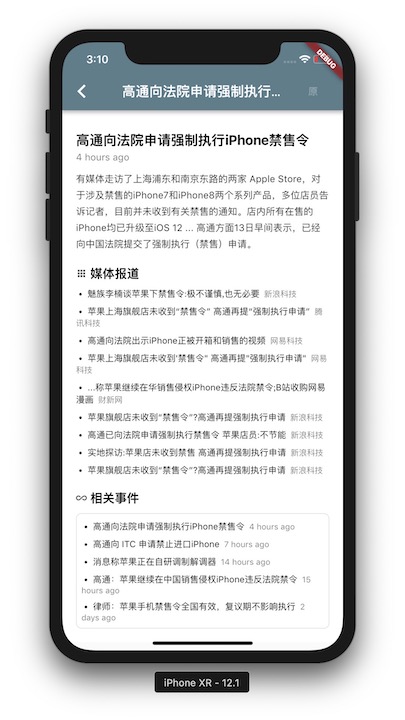 3:10
DEBUG
高通向法院申请强制执行...
原
高通向法院申请强制执行iPhone禁售令
4 hours ago
有媒体走访了上海浦东和南京东路的两家 Apple Store，对
于涉及禁售的iPhone7和iPhone8两个系列产品，多位店员告
诉记者，目前并未收到有关禁售的通知。店内所有在售的
iPhone均已升级至iOS 12 ... 高通方面13日早间表示，已经
向中国法院提交了强制执行（禁售）申请。
媒体报道
• 魅族李楠谈苹果下禁售令:极不谨慎,也无必要 新浪科技
• 苹果上海旗舰店未收到“禁售令” 高通再提“强制执行申请” 腾
讯科技
• 高通向法院出示iPhone正被开箱和销售的视频 网易科技
• 苹果上海旗舰店未收到“禁售令” 高通再提"强制执行申请" 网易
科技
• ...称苹果继续在华销售侵权iPhone违反法院禁令;B站收购网易
漫画 财新网
• 苹果旗舰店未收到“禁售令”?高通再提强制执行申请 新浪科技
• 高通已向法院申请强制执行禁售令 苹果店员:不节能 新浪科技
• 实地探访:苹果店未收到禁售 高通再提强制执行申请 新浪科技
• 苹果旗舰店未收到“禁售令”?高通再提强制执行申请 新浪科技
相关事件
• 高通向法院申请强制执行iPhone禁售令 4 hours ago
• 高通向 ITC 申请禁止进口iPhone 7 hours ago
• 消息称苹果正在自研调制解调器 14 hours ago
• 高通：苹果继续在中国销售侵权iPhone违反法院禁令 15
hours ago
• 律师：苹果手机禁售令全国有效，复议期不影响执行 2
days ago
iPhone XR - 12.1